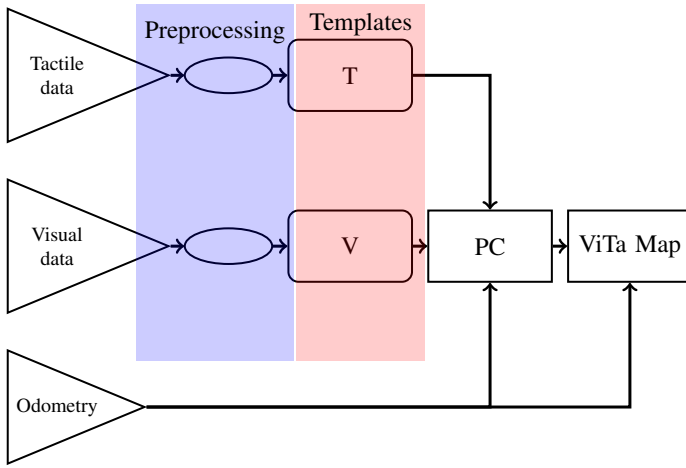 Preprocessing
Templates
Tactile
data
T
Visual
data
V
PC
ViTa Map
Odometry